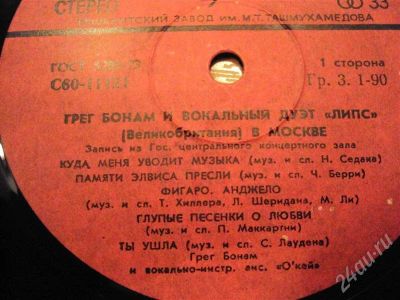 СТЕРЕО 33
ТАШКЕНТСКИЙ ЗАВОД ИМ. М.Т. ТАШМУХАМЕДОВА
ГОСТ 1 сторона
Гр. 3. 1-90
ГРЕГ БОНАМ И ВОКАЛЬНЫЙ ДУЭТ «ЛИПС»
(Великобритания) В МОСКВЕ
Запись из Гос. центрального концертного зала
КУДА МЕНЯ УВОДИТ МУЗЫКА (муз. и сл. Н. Седака)
ПАМЯТИ ЭЛВИСА ПРЕСЛИ (муз. и сл. Ч. Берри)
ФИГАРО. АНДЖЕЛО
(муз. и сл. Т. Хиллера, Л. Шеридана, М. Ли)
ГЛУПЫЕ ПЕСЕНКИ О ЛЮБВИ
(муз. и сл. П. Маккартни)
ТЫ УШЛА (муз. и сл. С. Лаудена)
Грег Бонам
и вокально-инстр. анс. «О'кей»
24au.ru